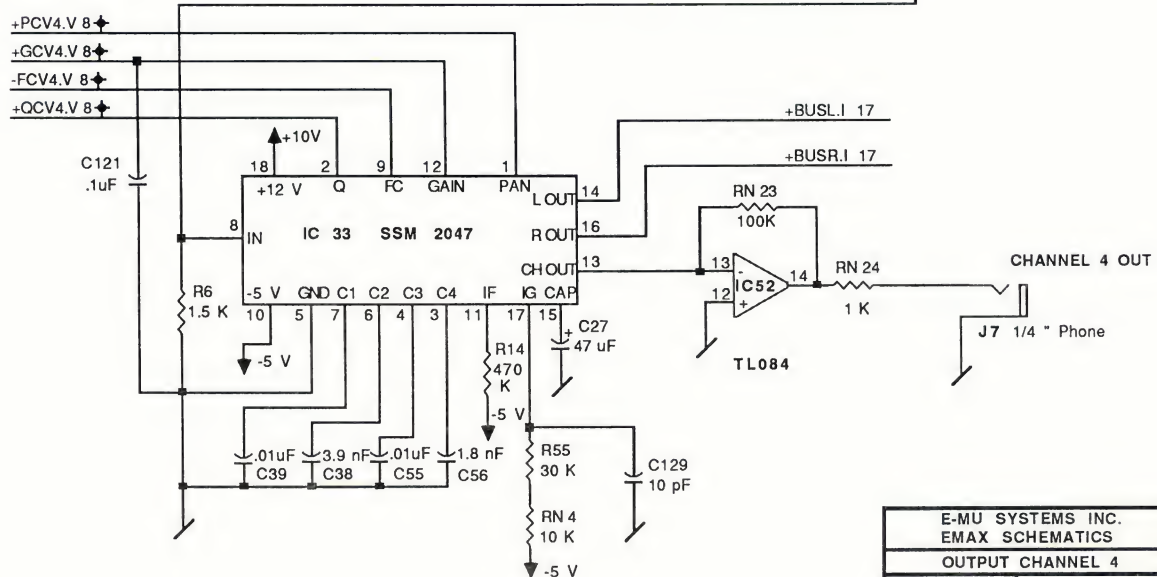 +PCV4.V 8
+GCV4.V 8
-FCV4.V 8
+QCV4.V 8
+BUSL.I 17
+BUSR.I 17
+10V
C121
.1uF
18 2 9 12 1
+12 V Q FC GAIN PAN
L OUT 14
R OUT 16
CH OUT 13
8 IN
IC 33 SSM 2047
-5 V GND C1 C2 C3 C4 IF IG CAP
10 5 7 6 4 3 11 17 15
R6
1.5 K
-5 V
RN 23
100K
13 -
12 +
IC52
14
TL084
RN 24
1 K
CHANNEL 4 OUT
J7 1/4 " Phone
+ C27
47 uF
R14
470
K
-5 V
.01uF
C39
3.9 nF
C38
.01uF
C55
1.8 nF
C56
R55
30 K
RN 4
10 K
-5 V
C129
10 pF
E-MU SYSTEMS INC.
EMAX SCHEMATICS
OUTPUT CHANNEL 4